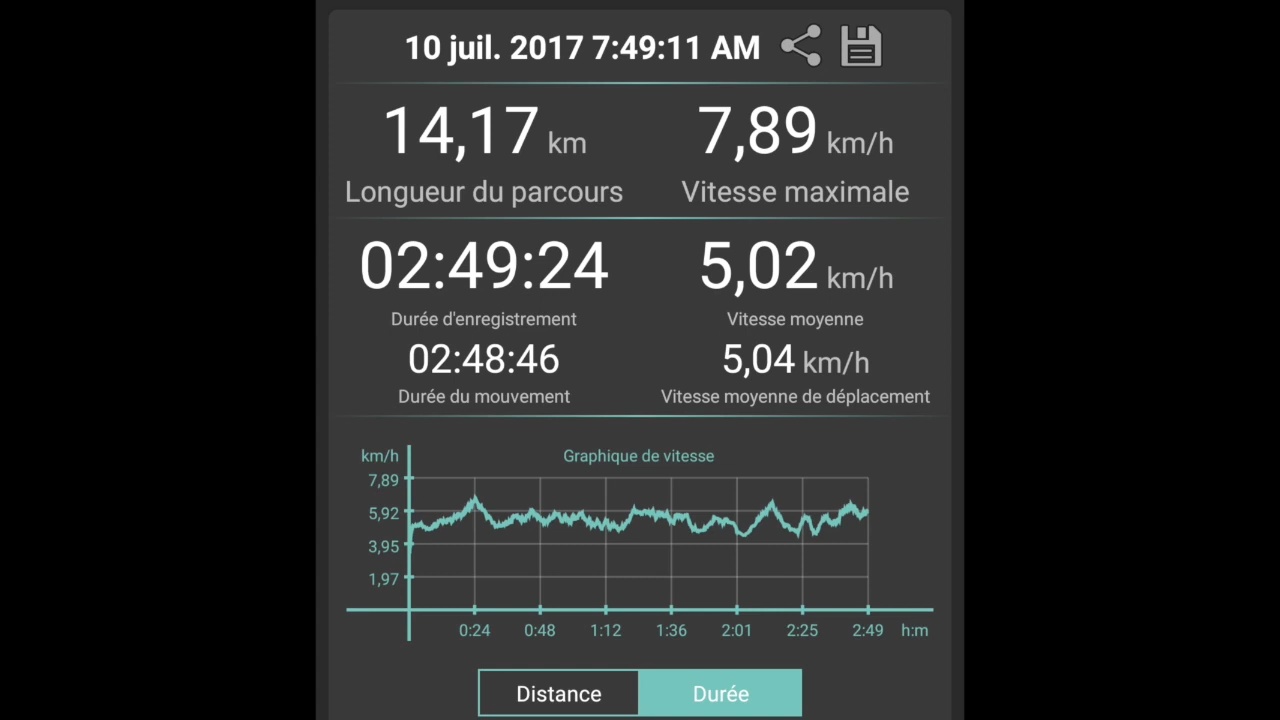 10 juil. 2017 7:49:11 AM
14,17 km
7,89 km/h
Longueur du parcours
Vitesse maximale
02:49:24
5,02 km/h
Durée d'enregistrement
Vitesse moyenne
02:48:46
5,04 km/h
Durée du mouvement
Vitesse moyenne de déplacement
km/h
Graphique de vitesse
7,89
5,92
3,95
1,97
0:24 0:48 1:12 1:36 2:01 2:25 2:49 h:m
Distance
Durée